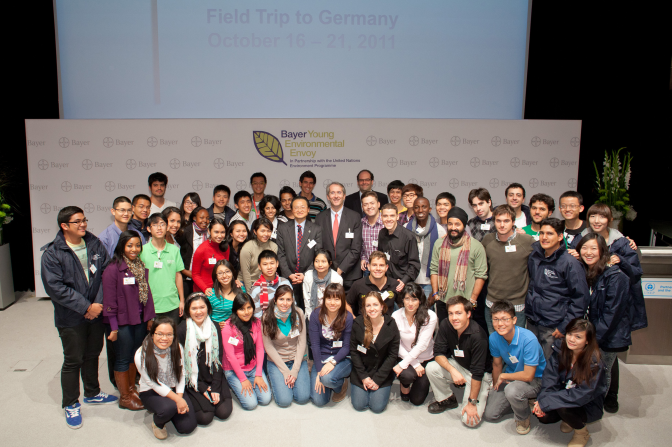 Field Trip to Germany
October 16 – 21, 2011
Bayer Young
Environmental
Envoy
In Partnership with the United Nations
Environment Programme
Bayer